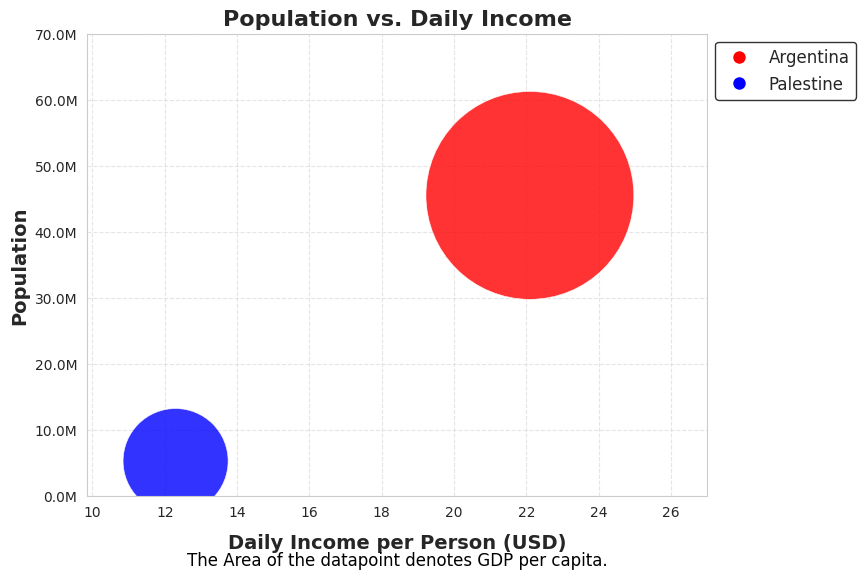 Population vs. Daily Income
70.0M
60.0M
50.0M
40.0M
30.0M
20.0M
10.0M
0.0M
Population
10 12 14 16 18 20 22 24 26
Daily Income per Person (USD)
The Area of the datapoint denotes GDP per capita.
Argentina
Palestine